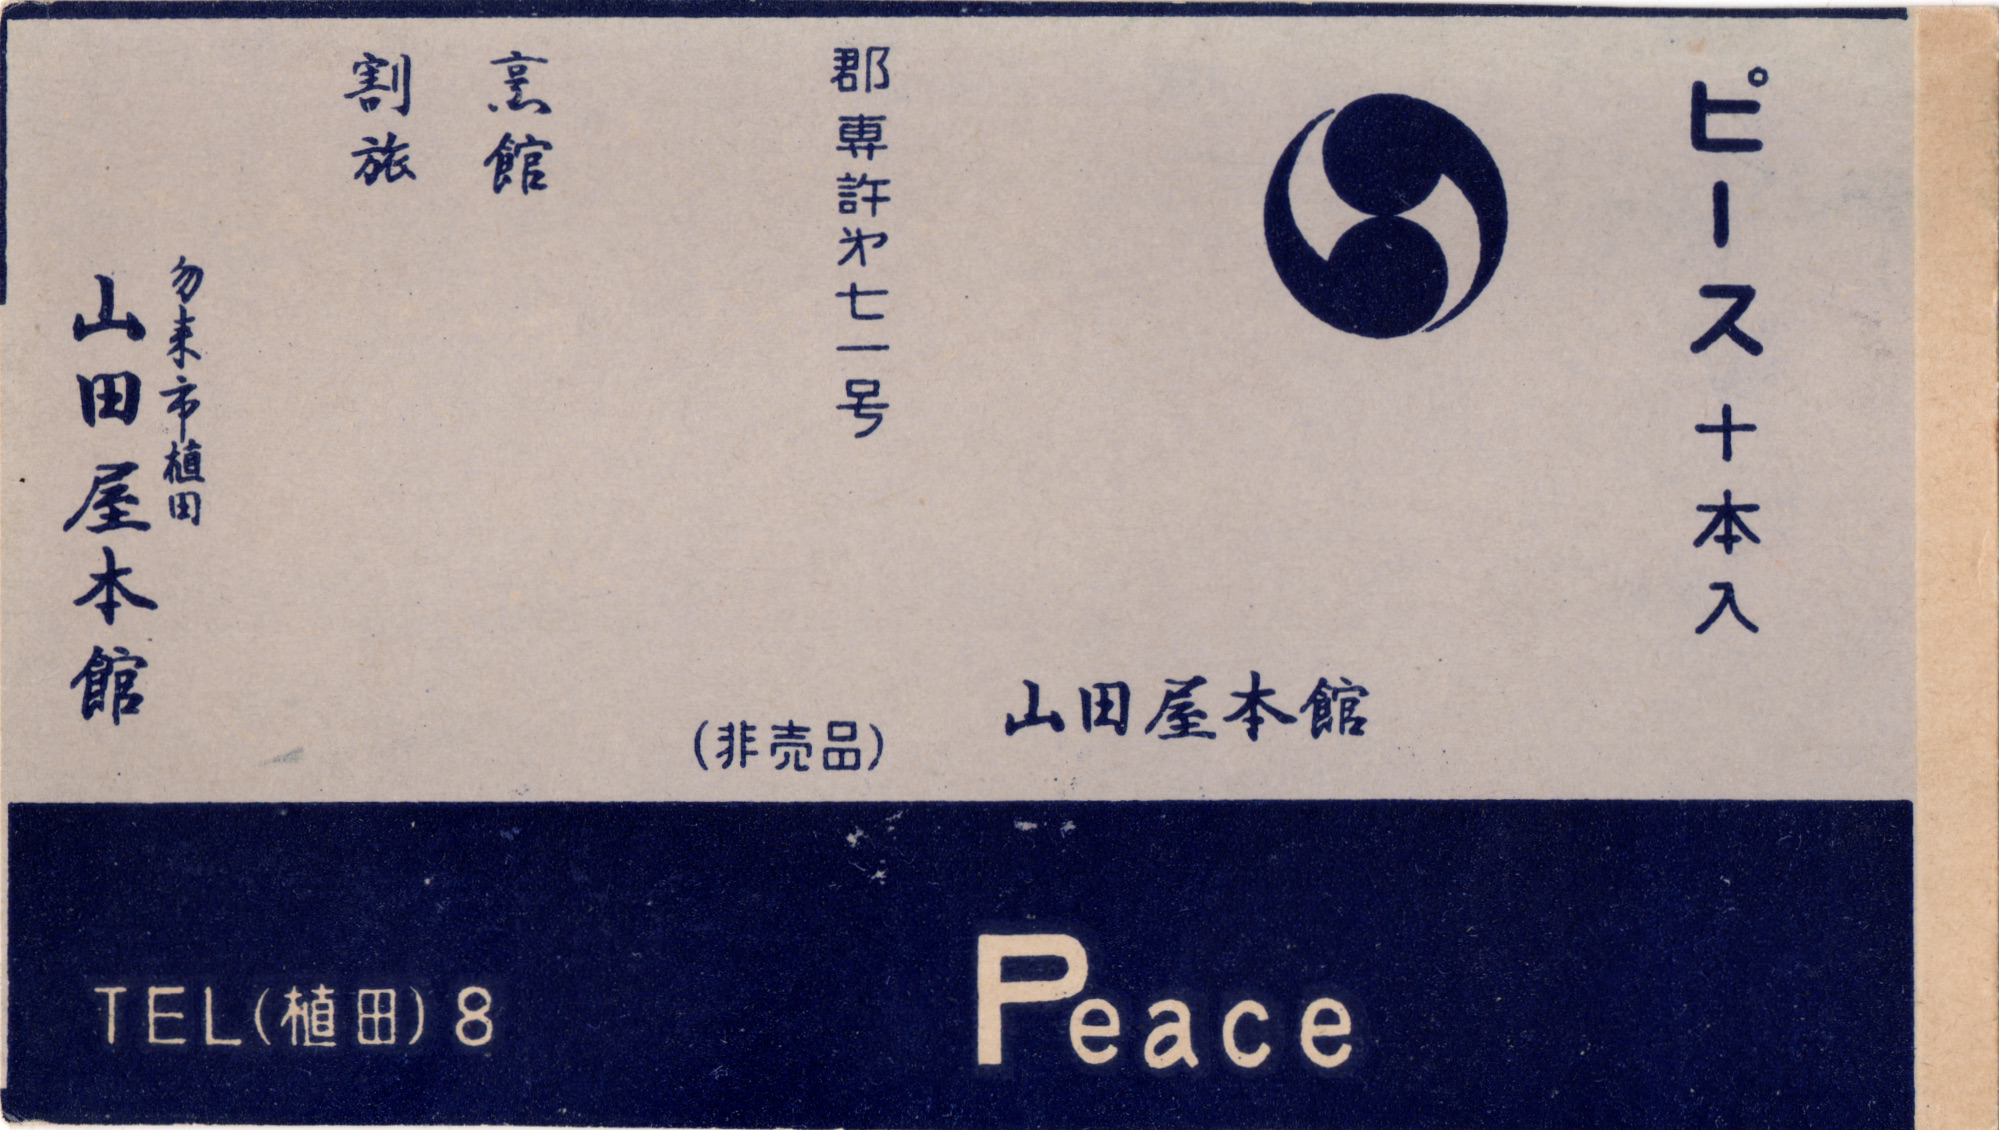 ピース十本入
山田屋本館
郡専許㐧七一号
(非売品)
割烹
旅館
勿来市植田
山田屋本館
Peace
TEL(植田)8